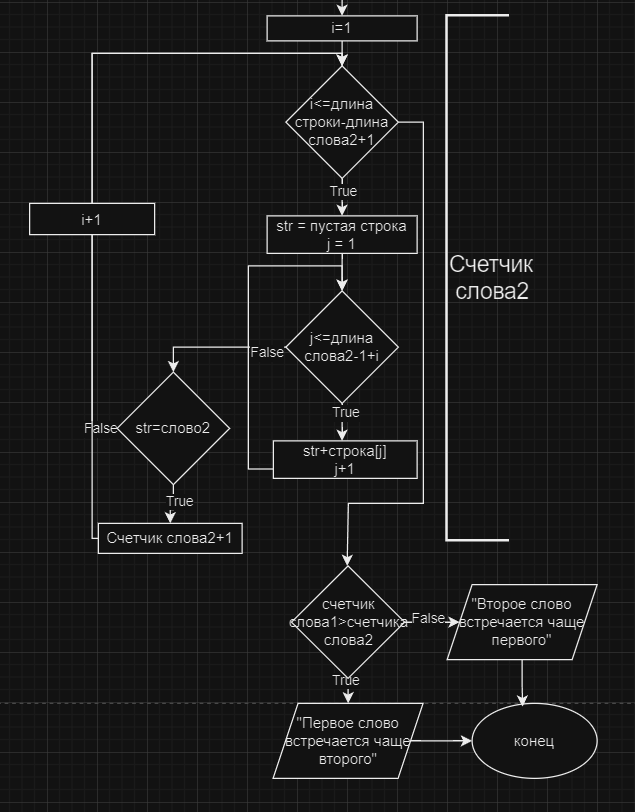 i=1
i<=длина
строки-длина
слова2+1
True
i+1
str = пустая строка
j = 1
Счетчик
слова2
j<=длина
слова2-1+i
False
True
False
str=слово2
str+строка[j]
j+1
True
Счетчик слова2+1
счетчик
слова1>счетчика
слова2
False
"Второе слово
встречается чаще
первого"
True
"Первое слово
встречается чаще
второго"
конец